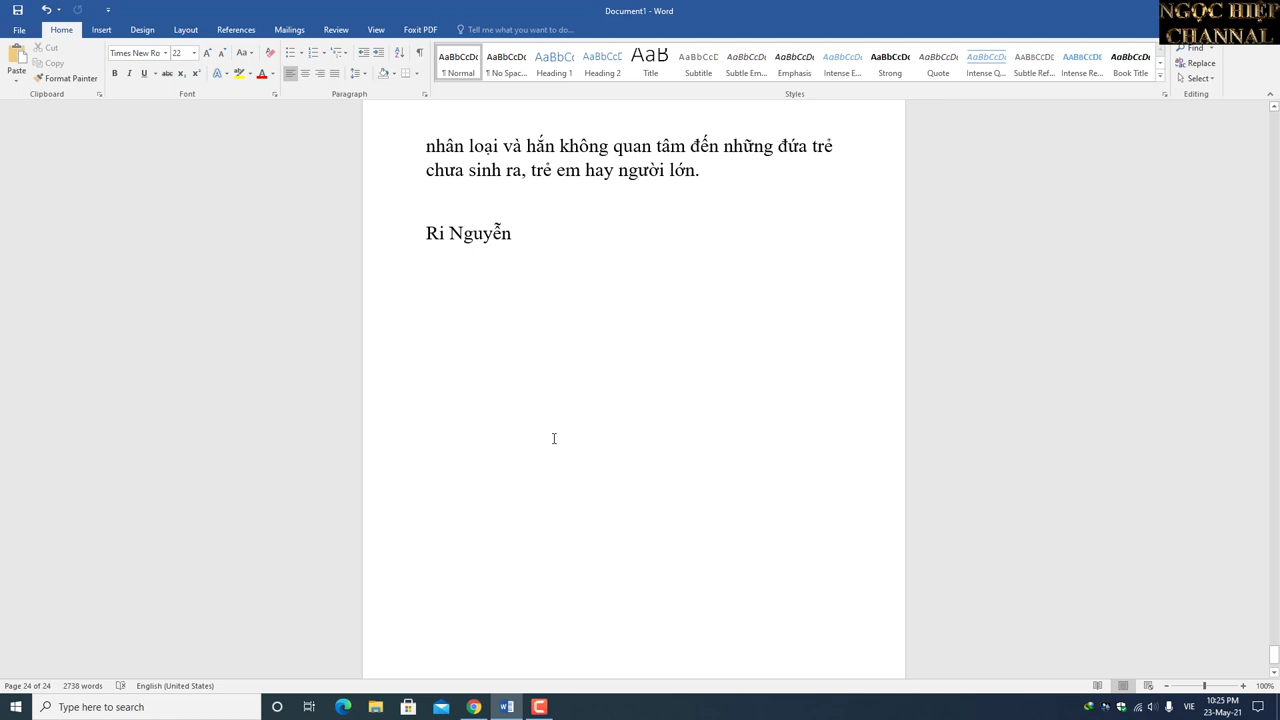 Document1 - Word
NGỌC HIỆP
CHANNAL
File Home Insert Design Layout References Mailings Review View Foxit PDF Tell me what you want to do...
Paste
Cut
Copy
Format Painter
Clipboard
Times New Ro 22
Font
Paragraph
AaBbCcDc AaBbCcDc AaBbCc AaBbCcC AaB AaBbCcC AaBbCcDc AaBbCcDc AaBbCcDc AaBbCcDc AaBbCcDc AaBbCcDc AaBbCcDc AaBbCcDc AaBbCcDc
¶ Normal ¶ No Spac... Heading 1 Heading 2 Title Subtitle Subtle Em... Emphasis Intense E... Strong Quote Intense Q... Subtle Ref... Intense Re... Book Title
Styles
Find
Replace
Select
Editing
nhân loại và hắn không quan tâm đến những đứa trẻ
chưa sinh ra, trẻ em hay người lớn.
Ri Nguyễn
Page 24 of 24 2738 words English (United States) 100%
Type here to search
VIE
10:25 PM
23-May-21